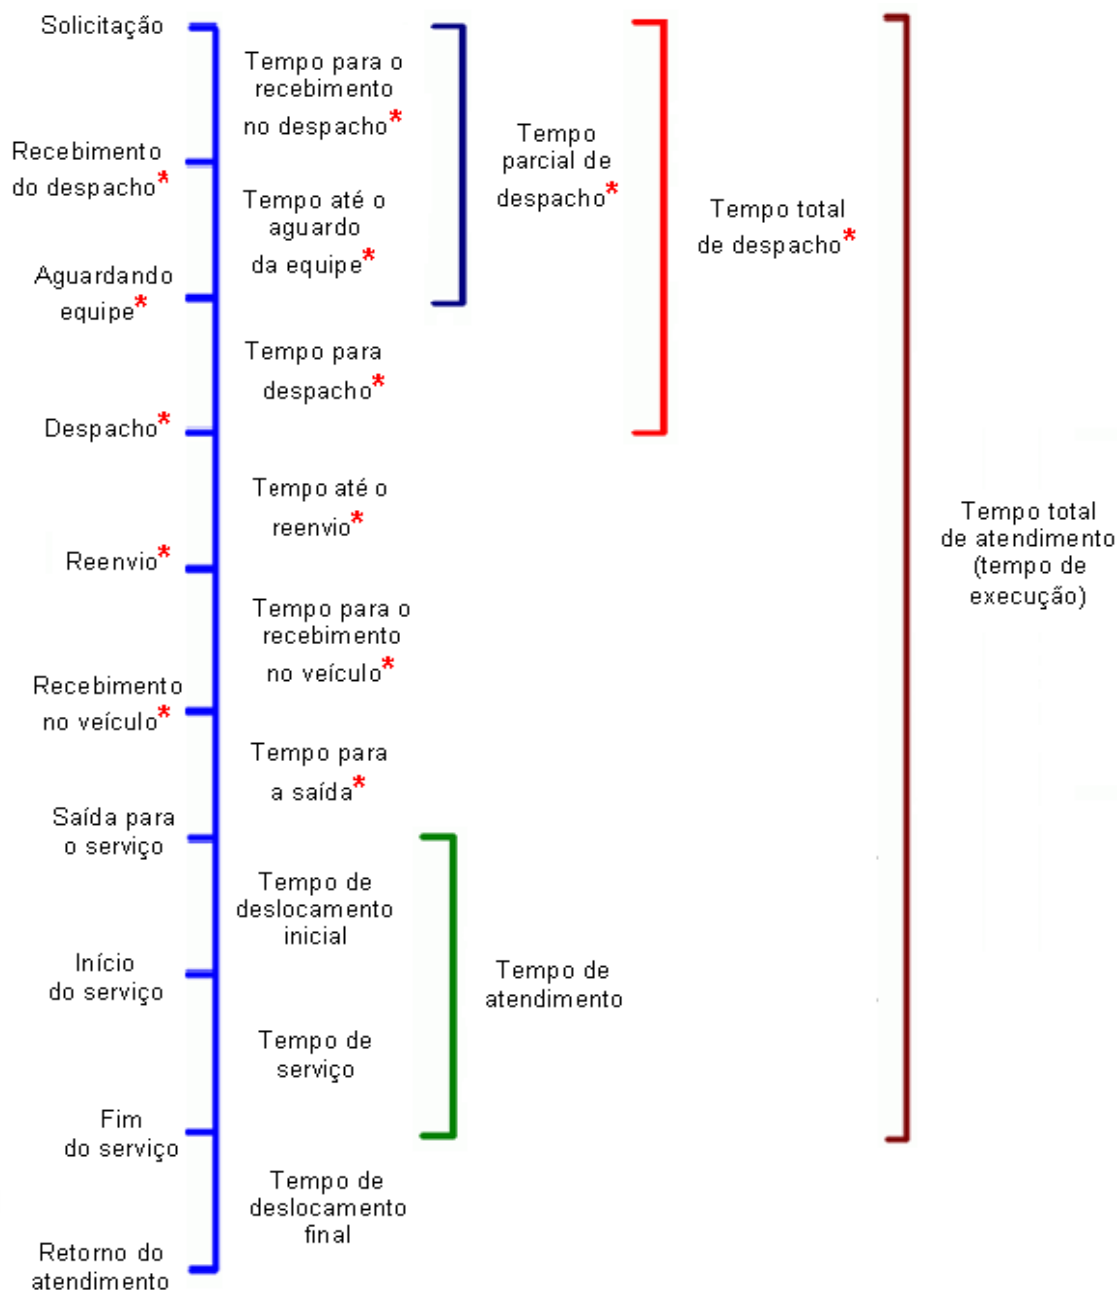 Solicitação
Tempo para o
recebimento
no despacho*
Recebimento
do despacho*
Tempo parcial de
despacho*
Tempo até o
aguardo
da equipe*
Tempo total
de despacho*
Aguardando
equipe*
Tempo para
despacho*
Despacho*
Tempo até o
reenvio*
Tempo total
de atendimento
(tempo de
execução)
Reenvio*
Tempo para o
recebimento
no veículo*
Recebimento
no veículo*
Tempo para
a saída*
Saída para
o serviço
Tempo de
deslocamento
inicial
Início
do serviço
Tempo de
atendimento
Tempo de
serviço
Fim
do serviço
Tempo de
deslocamento
final
Retorno do
atendimento